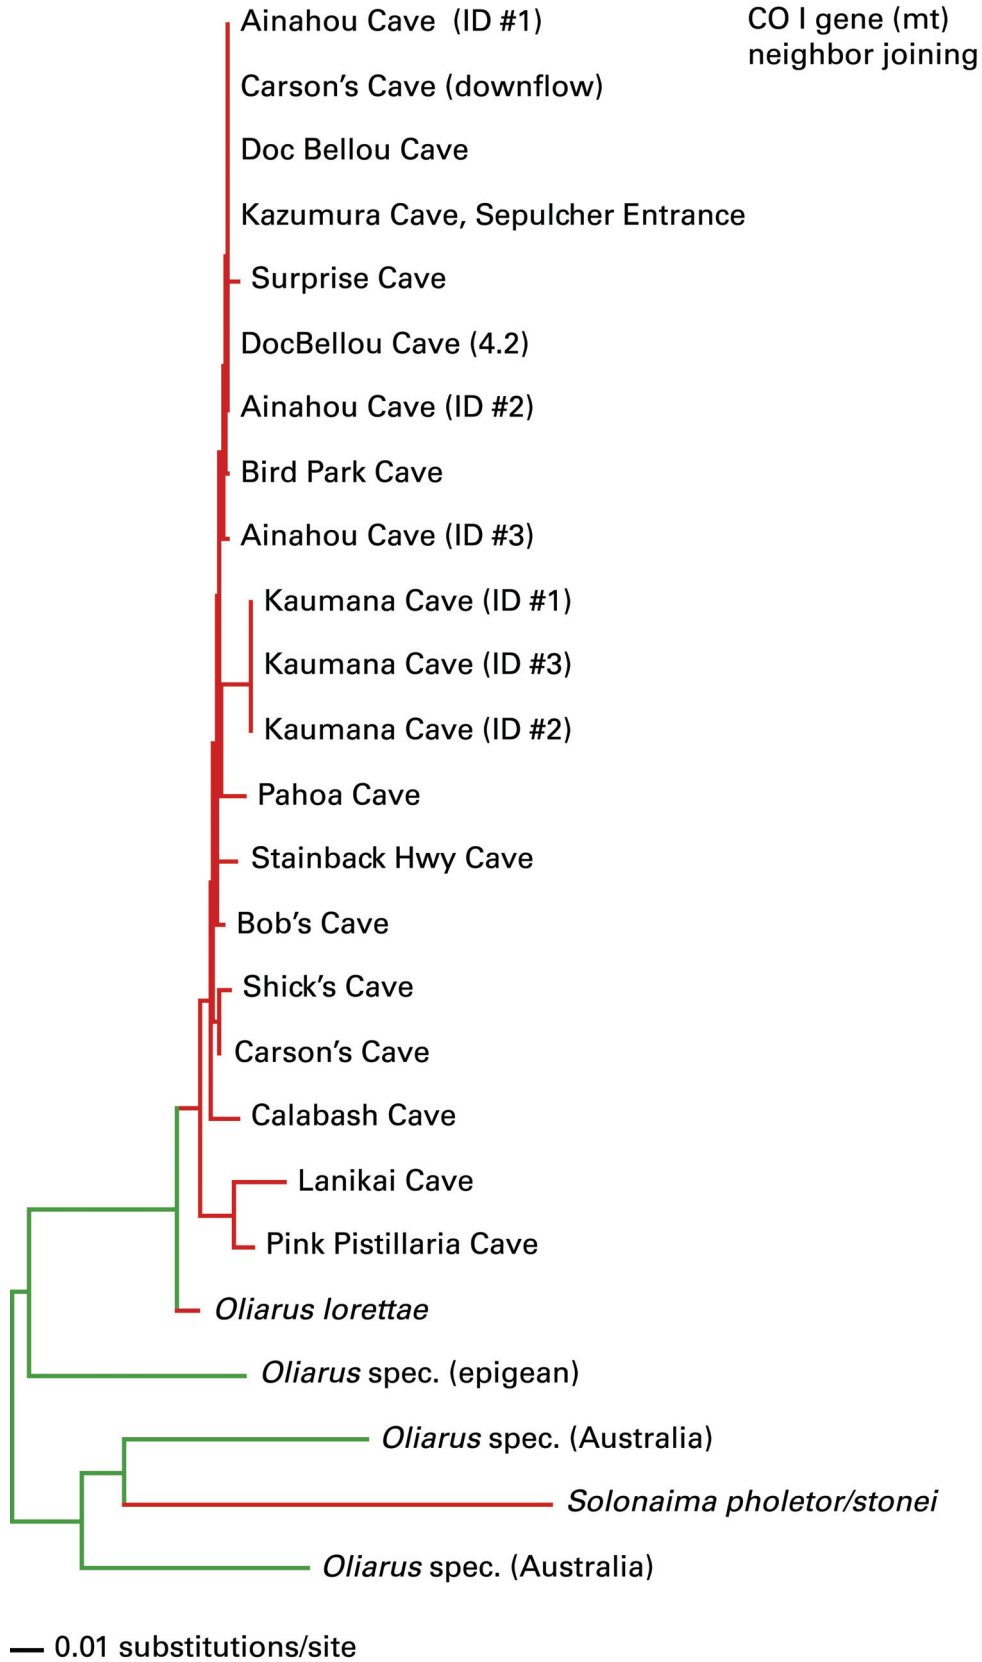 Ainahou Cave (ID #1)
CO I gene (mt)
neighbor joining
Carson's Cave (downflow)
Doc Bellou Cave
Kazumura Cave, Sepulcher Entrance
Surprise Cave
DocBellou Cave (4.2)
Ainahou Cave (ID #2)
Bird Park Cave
Ainahou Cave (ID #3)
Kaumana Cave (ID #1)
Kaumana Cave (ID #3)
Kaumana Cave (ID #2)
Pahoa Cave
Stainback Hwy Cave
Bob's Cave
Shick's Cave
Carson's Cave
Calabash Cave
Lanikai Cave
Pink Pistillaria Cave
Oliarus lorettae
Oliarus spec. (epigean)
Oliarus spec. (Australia)
Solonaima pholetor/stonei
Oliarus spec. (Australia)
0.01 substitutions/site